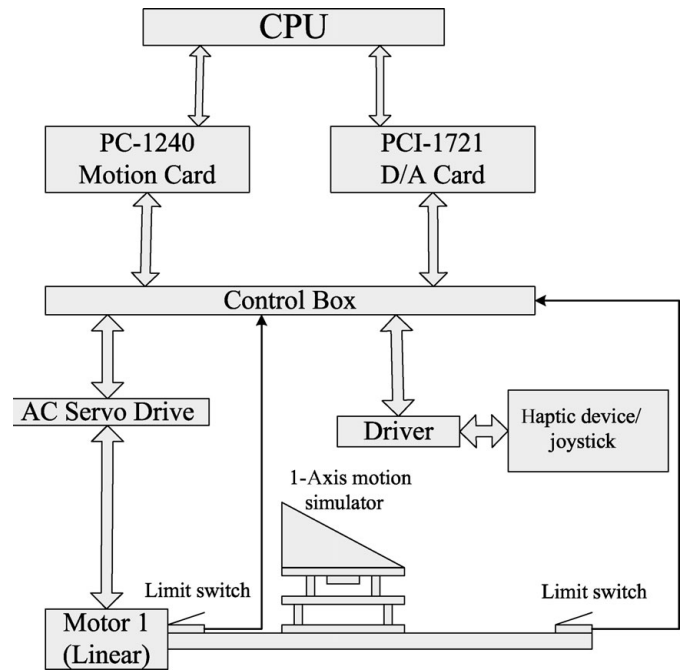 CPU
PC-1240
Motion Card
PCI-1721
D/A Card
Control Box
AC Servo Drive
Driver
Haptic device/
joystick
1-Axis motion
simulator
Limit switch
Limit switch
Motor 1
(Linear)